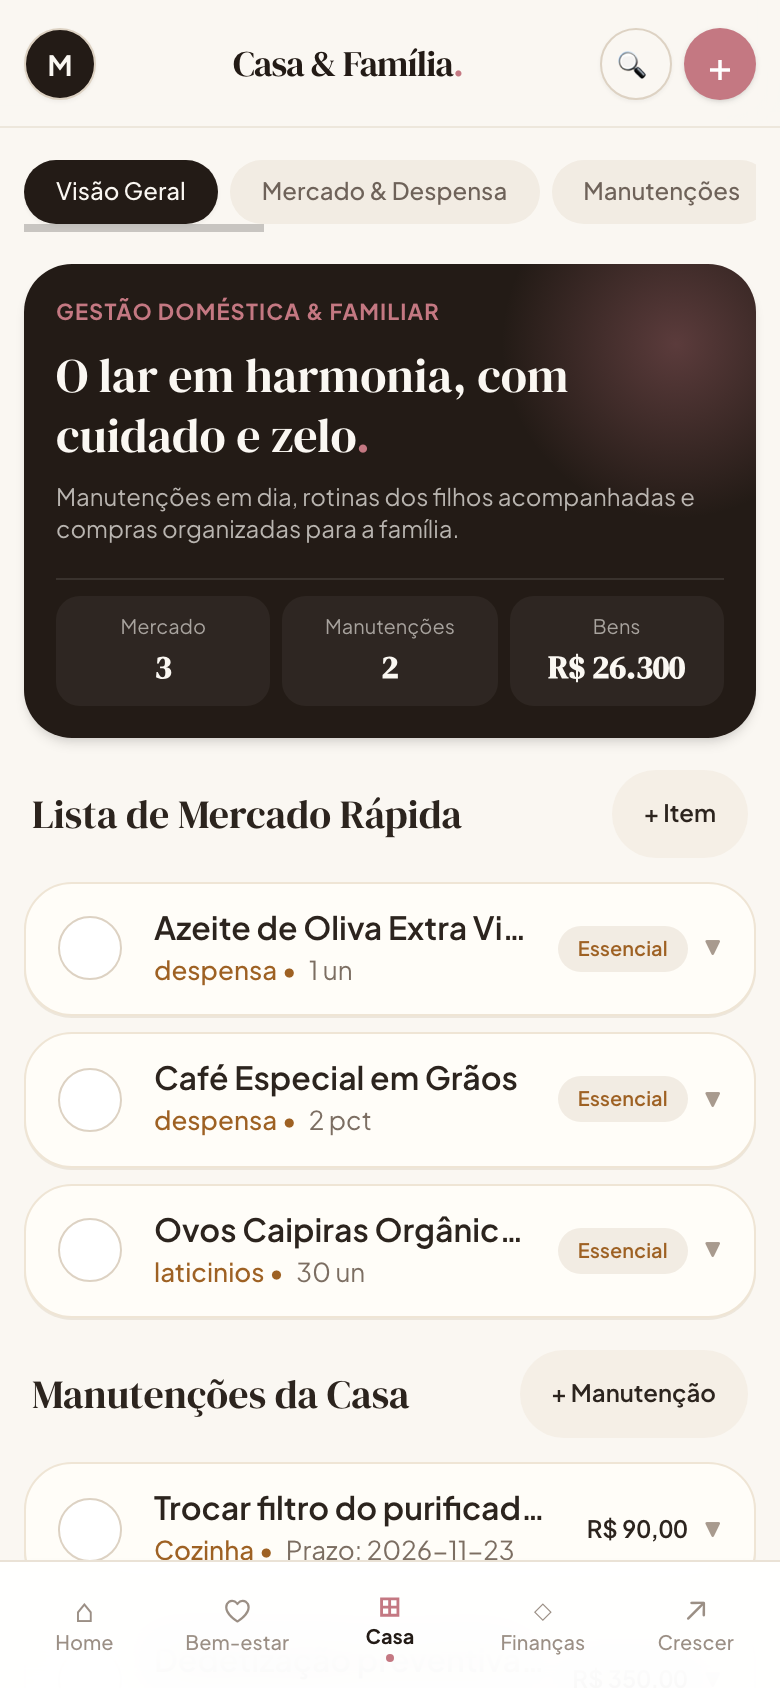 M
Casa & Família.
+
Visão Geral
Mercado & Despensa
Manutenções
GESTÃO DOMÉSTICA & FAMILIAR
O lar em harmonia, com
cuidado e zelo.
Manutenções em dia, rotinas dos filhos acompanhadas e
compras organizadas para a família.
Mercado
3
Manutenções
2
Bens
R$ 26.300
Lista de Mercado Rápida
+ Item
Azeite de Oliva Extra Vi...
despensa • 1 un
Essencial
Café Especial em Grãos
despensa • 2 pct
Essencial
Ovos Caipiras Orgânic...
laticinios • 30 un
Essencial
Manutenções da Casa
+ Manutenção
Trocar filtro do purificad...
Cozinha • Prazo: 2026-11-23
R$ 90,00
R$ 350,00
Home
Bem-estar
Casa
Finanças
Crescer